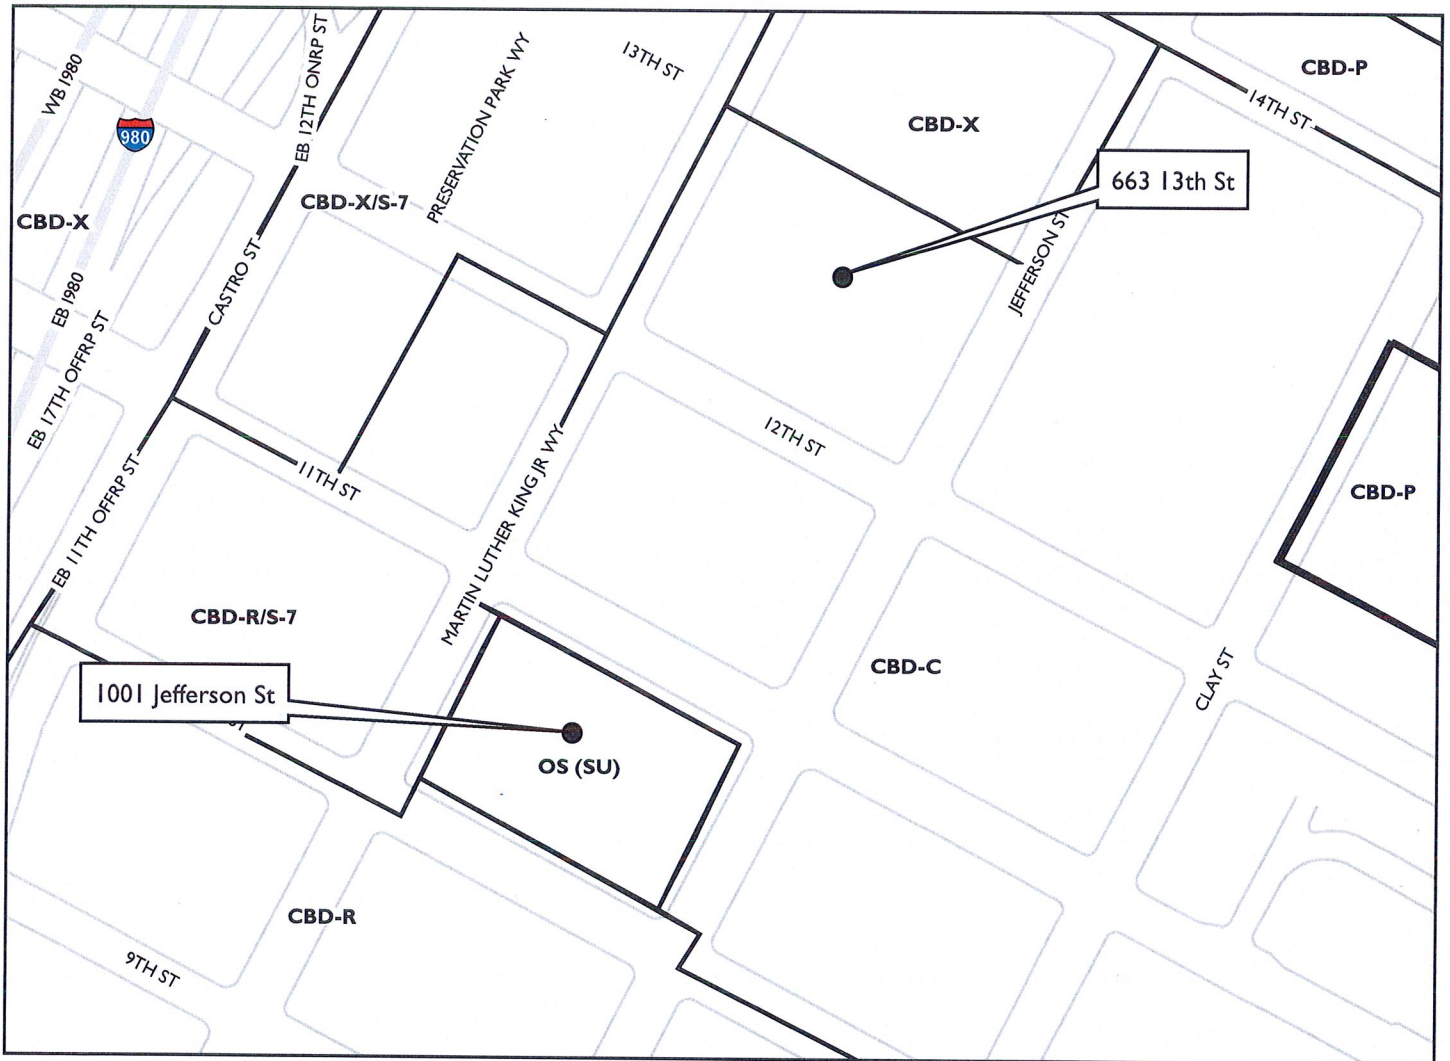 WB I980
980
EB 12TH ONRP ST
PRESERVATION PARK WY
13TH ST
CBD-X
CBD-P
14TH ST
663 13th St
CBD-X
CBD-X/S-7
JEFFERSON ST
CASTRO ST
EB I980
EB 17TH OFFRP ST
12TH ST
11TH ST
MARTIN LUTHER KING JR WY
CBD-P
EB 11TH OFFRP ST
CBD-R/S-7
CBD-C
CLAY ST
1001 Jefferson St
OS (SU)
CBD-R
9TH ST